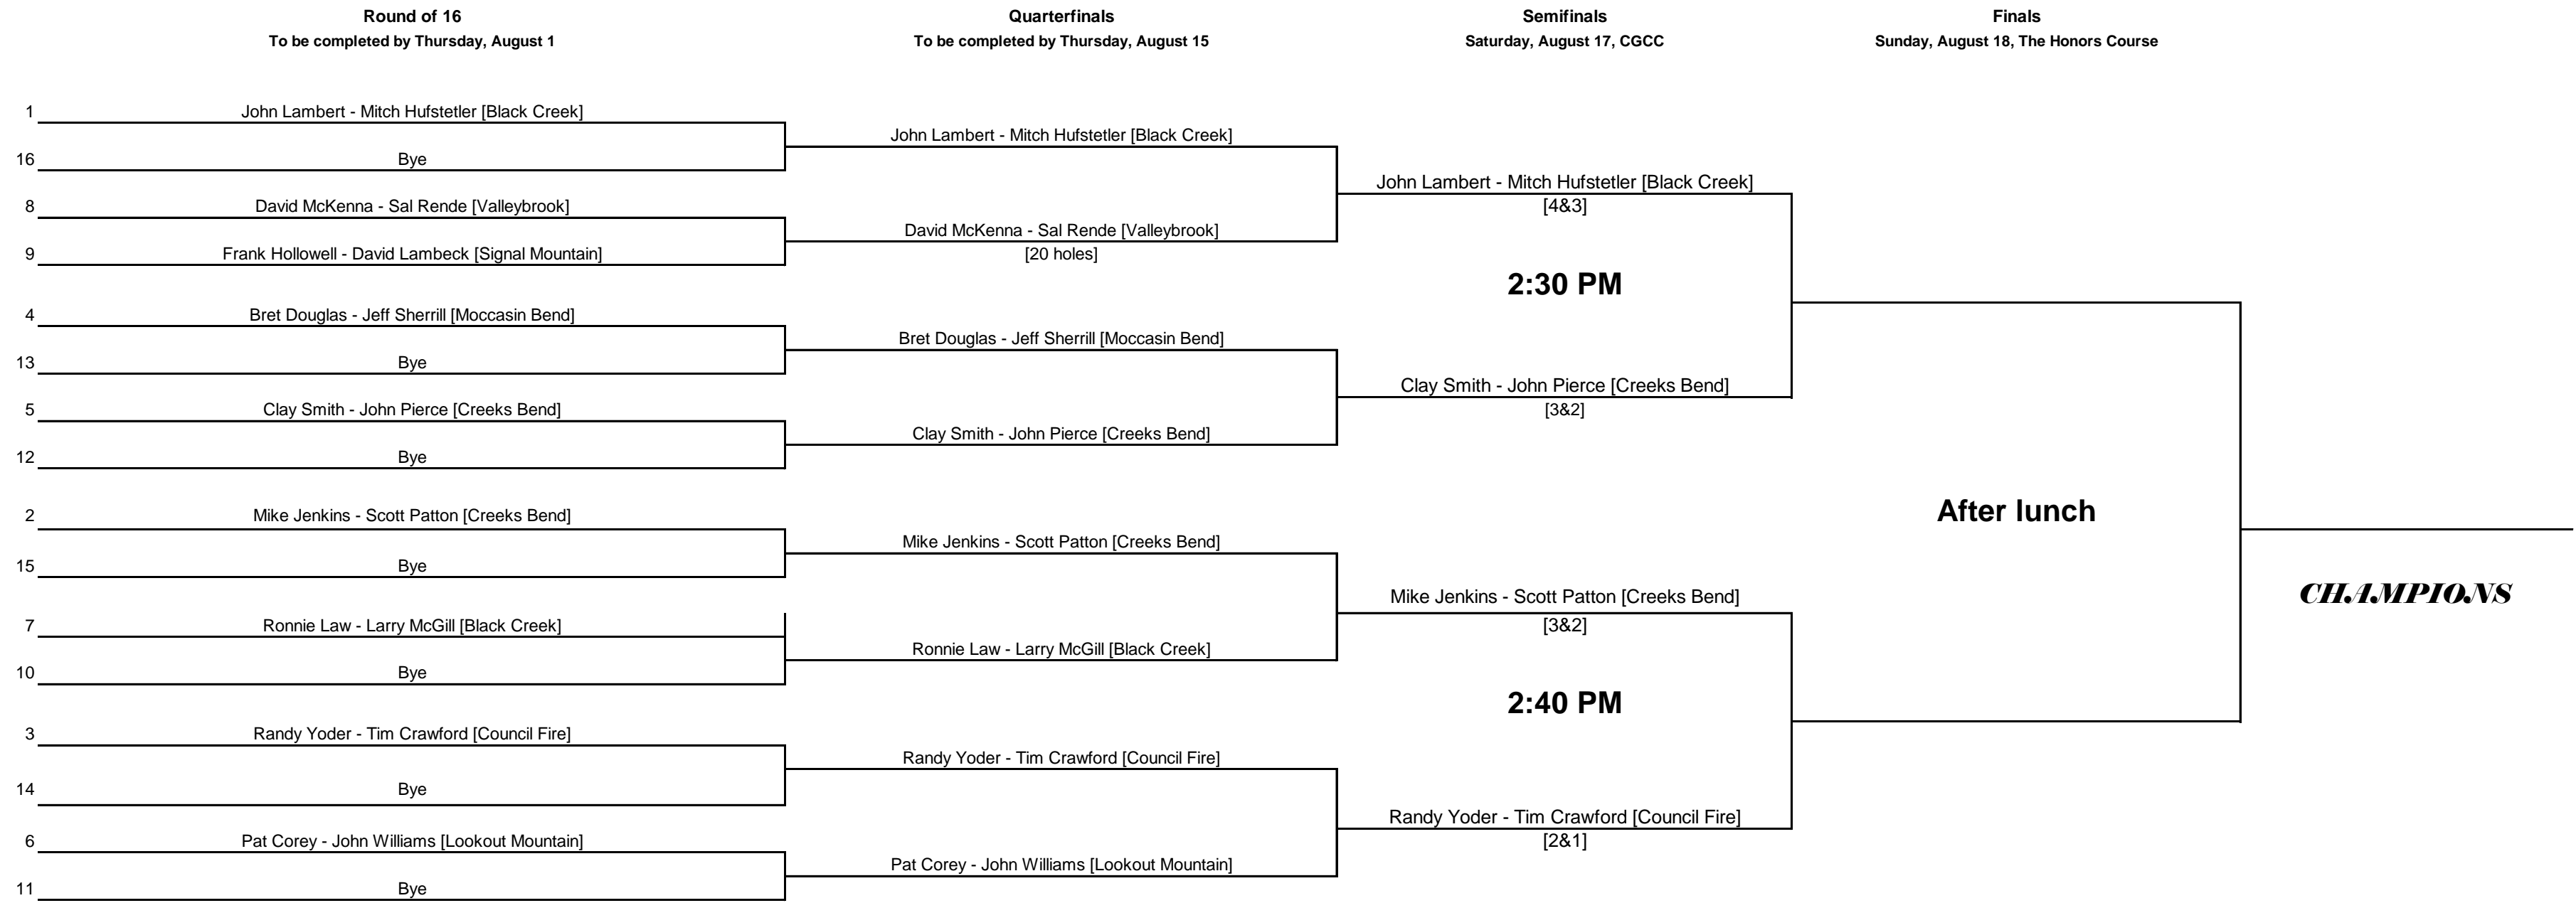 Round of 16
To be completed by Thursday, August 1
Quarterfinals
To be completed by Thursday, August 15
Semifinals
Saturday, August 17, CGCC
Finals
Sunday, August 18, The Honors Course
1 John Lambert - Mitch Hufstetler [Black Creek]
16 Bye
8 David McKenna - Sal Rende [Valleybrook]
9 Frank Hollowell - David Lambeck [Signal Mountain]
4 Bret Douglas - Jeff Sherrill [Moccasin Bend]
13 Bye
5 Clay Smith - John Pierce [Creeks Bend]
12 Bye
2 Mike Jenkins - Scott Patton [Creeks Bend]
15 Bye
7 Ronnie Law - Larry McGill [Black Creek]
10 Bye
3 Randy Yoder - Tim Crawford [Council Fire]
14 Bye
6 Pat Corey - John Williams [Lookout Mountain]
11 Bye
John Lambert - Mitch Hufstetler [Black Creek]
David McKenna - Sal Rende [Valleybrook]
[20 holes]
Bret Douglas - Jeff Sherrill [Moccasin Bend]
Clay Smith - John Pierce [Creeks Bend]
Mike Jenkins - Scott Patton [Creeks Bend]
Ronnie Law - Larry McGill [Black Creek]
Randy Yoder - Tim Crawford [Council Fire]
Pat Corey - John Williams [Lookout Mountain]
John Lambert - Mitch Hufstetler [Black Creek]
[4&3]
2:30 PM
Clay Smith - John Pierce [Creeks Bend]
[3&2]
Mike Jenkins - Scott Patton [Creeks Bend]
[3&2]
2:40 PM
Randy Yoder - Tim Crawford [Council Fire]
[2&1]
After lunch
CHAMPIONS